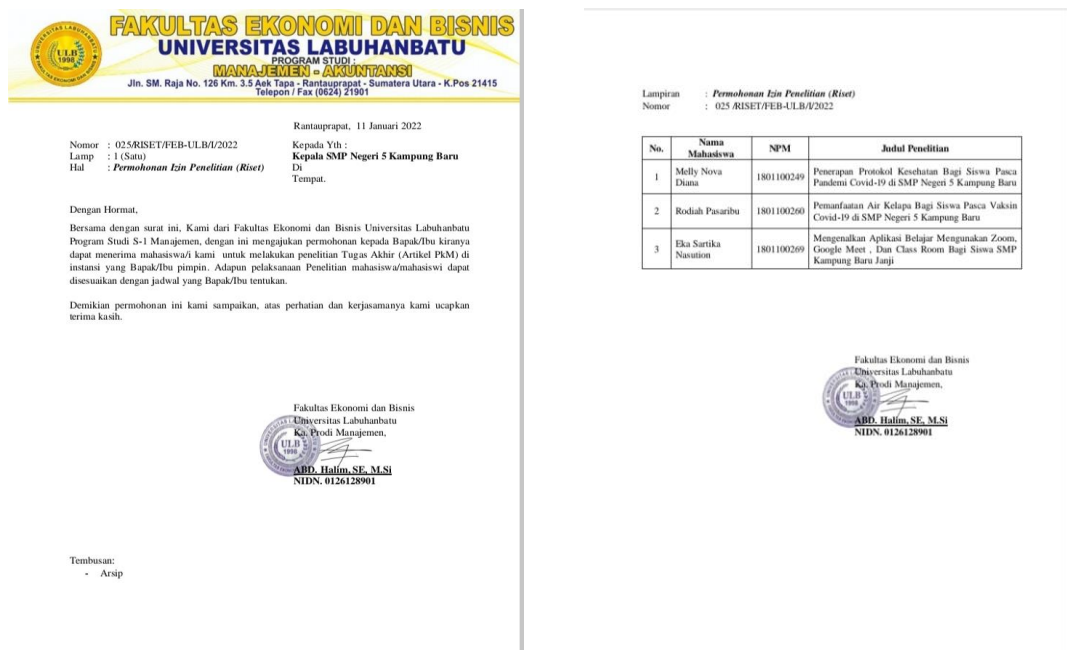 FAKULTAS EKONOMI DAN BISNIS
UNIVERSITAS LABUHANBATU
PROGRAM STUDI :
MANAJEMEN - AKUNTANSI
Jln. SM. Raja No. 126 Km. 3.5 Aek Tapa - Rantauprapat - Sumatera Utara - K.Pos 21415
Telepon / Fax (0624) 21901
ULB
1998
Rantauprapat, 11 Januari 2022
Nomor : 025/RISET/FEB-ULB/I/2022
Lamp : 1 (Satu)
Hal : Permohonan Izin Penelitian (Riset)
Kepada Yth :
Kepala SMP Negeri 5 Kampung Baru
Di
Tempat.
Dengan Hormat,
Bersama dengan surat ini, Kami dari Fakultas Ekonomi dan Bisnis Universitas Labuhanbatu
Program Studi S-1 Manajemen, dengan ini mengajukan permohonan kepada Bapak/Ibu kiranya
dapat menerima mahasiswa/i kami untuk melakukan penelitian Tugas Akhir (Artikel PkM) di
instansi yang Bapak/Ibu pimpin. Adapun pelaksanaan Penelitian mahasiswa/mahasiswi dapat
disesuaikan dengan jadwal yang Bapak/Ibu tentukan.
Demikian permohonan ini kami sampaikan, atas perhatian dan kerjasamanya kami ucapkan
terima kasih.
Fakultas Ekonomi dan Bisnis
Universitas Labuhanbatu
Ka. Prodi Manajemen,
ULB
1998
ABD. Halim, SE, M.Si
NIDN. 0126128901
Tembusan:
- Arsip
Lampiran : Permohonan Izin Penelitian (Riset)
Nomor : 025 /RISET/FEB-ULB/I/2022
No. Nama Mahasiswa NPM Judul Penelitian
1 Melly Nova Diana 1801100249 Penerapan Protokol Kesehatan Bagi Siswa Pasca
Pandemi Covid-19 di SMP Negeri 5 Kampung Baru
2 Rodiah Pasaribu 1801100260 Pemanfaatan Air Kelapa Bagi Siswa Pasca Vaksin
Covid-19 di SMP Negeri 5 Kampung Baru
3 Eka Sartika Nasution 1801100269 Mengenalkan Aplikasi Belajar Mengunakan Zoom,
Google Meet , Dan Class Room Bagi Siswa SMP
Kampung Baru Janji
Fakultas Ekonomi dan Bisnis
Universitas Labuhanbatu
Ka. Prodi Manajemen,
ULB
1998
ABD. Halim, SE, M.Si
NIDN. 0126128901